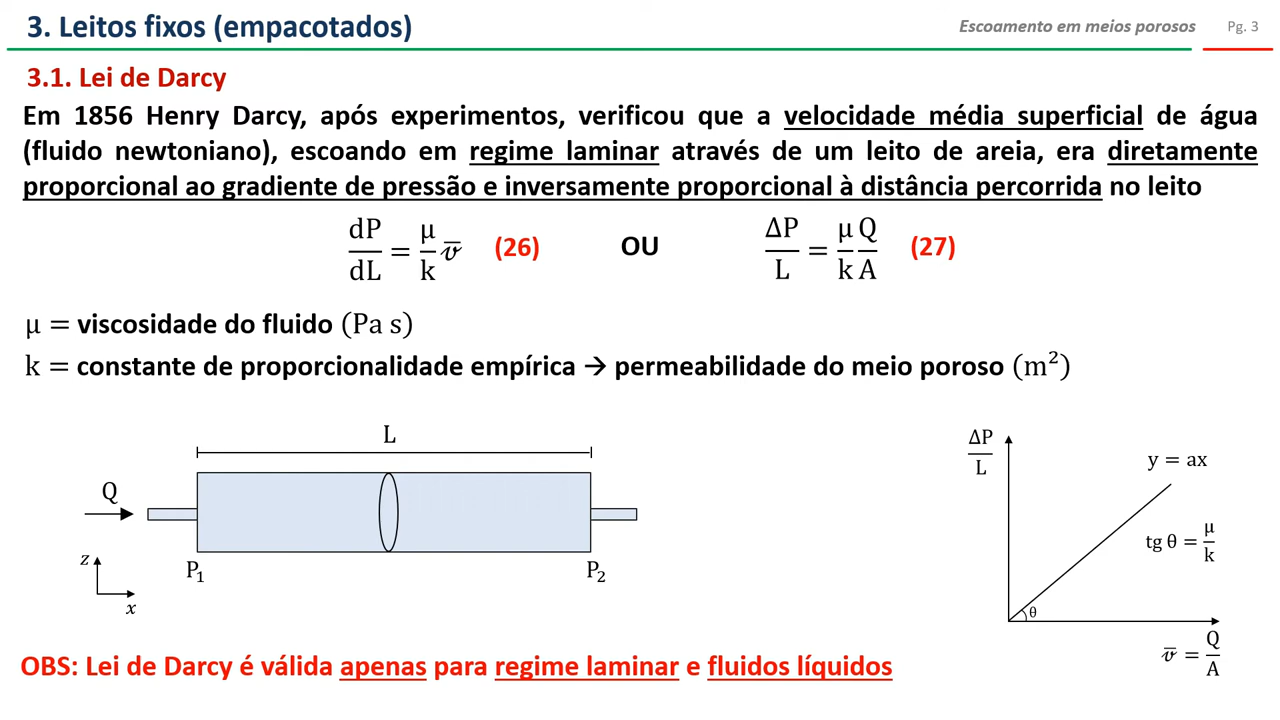 3. Leitos fixos (empacotados)
Escoamento em meios porosos
Pg. 3
3.1. Lei de Darcy
Em 1856 Henry Darcy, após experimentos, verificou que a velocidade média superficial de água
(fluido newtoniano), escoando em regime laminar através de um leito de areia, era diretamente
proporcional ao gradiente de pressão e inversamente proporcional à distância percorrida no leito
dP/dL = μ/k v̅ (26) OU ΔP/L = μ/k Q/A (27)
μ = viscosidade do fluido (Pa s)
k = constante de proporcionalidade empírica → permeabilidade do meio poroso (m²)
L
Q
z
x
P₁
P₂
ΔP/L
y = ax
tg θ = μ/k
θ
v̅ = Q/A
OBS: Lei de Darcy é válida apenas para regime laminar e fluidos líquidos